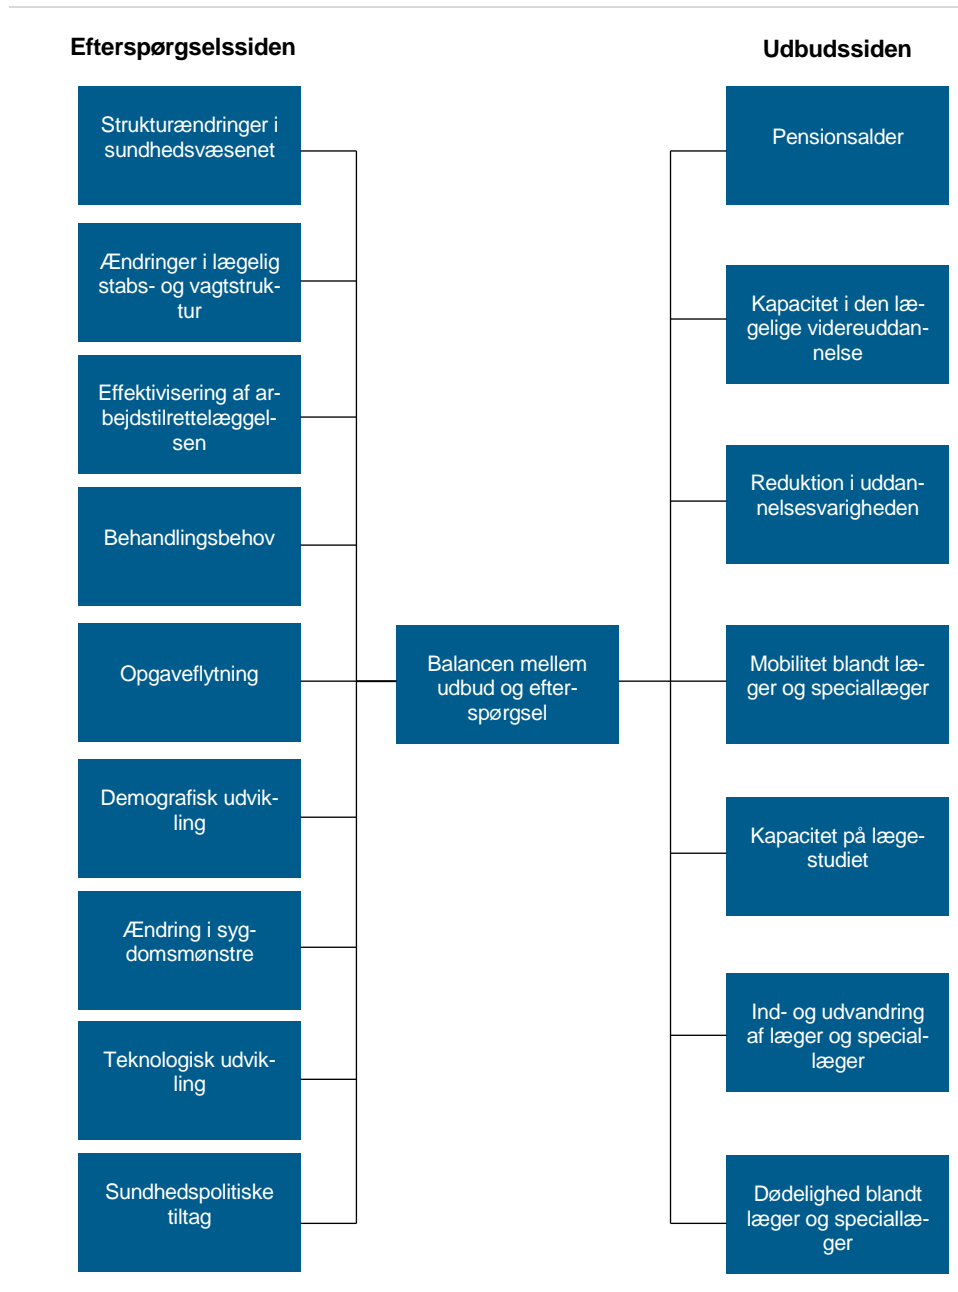 Efterspørgselssiden
Strukturændringer i
sundhedsvæsenet
Ændringer i lægelig
stabs- og vagtstruk-
tur
Effektivisering af ar-
bejdstilrettelæggel-
sen
Behandlingsbehov
Opgaveflytning
Demografisk udvik-
ling
Ændring i syg-
domsmønstre
Teknologisk udvik-
ling
Sundhedspolitiske
tiltag
Balancen mellem
udbud og efter-
spørgsel
Udbudssiden
Pensionsalder
Kapacitet i den læ-
gelige videreuddan-
nelse
Reduktion i uddan-
nelsesvarigheden
Mobilitet blandt læ-
ger og speciallæger
Kapacitet på læge-
studiet
Ind- og udvandring
af læger og special-
læger
Dødelighed blandt
læger og speciallæ-
ger